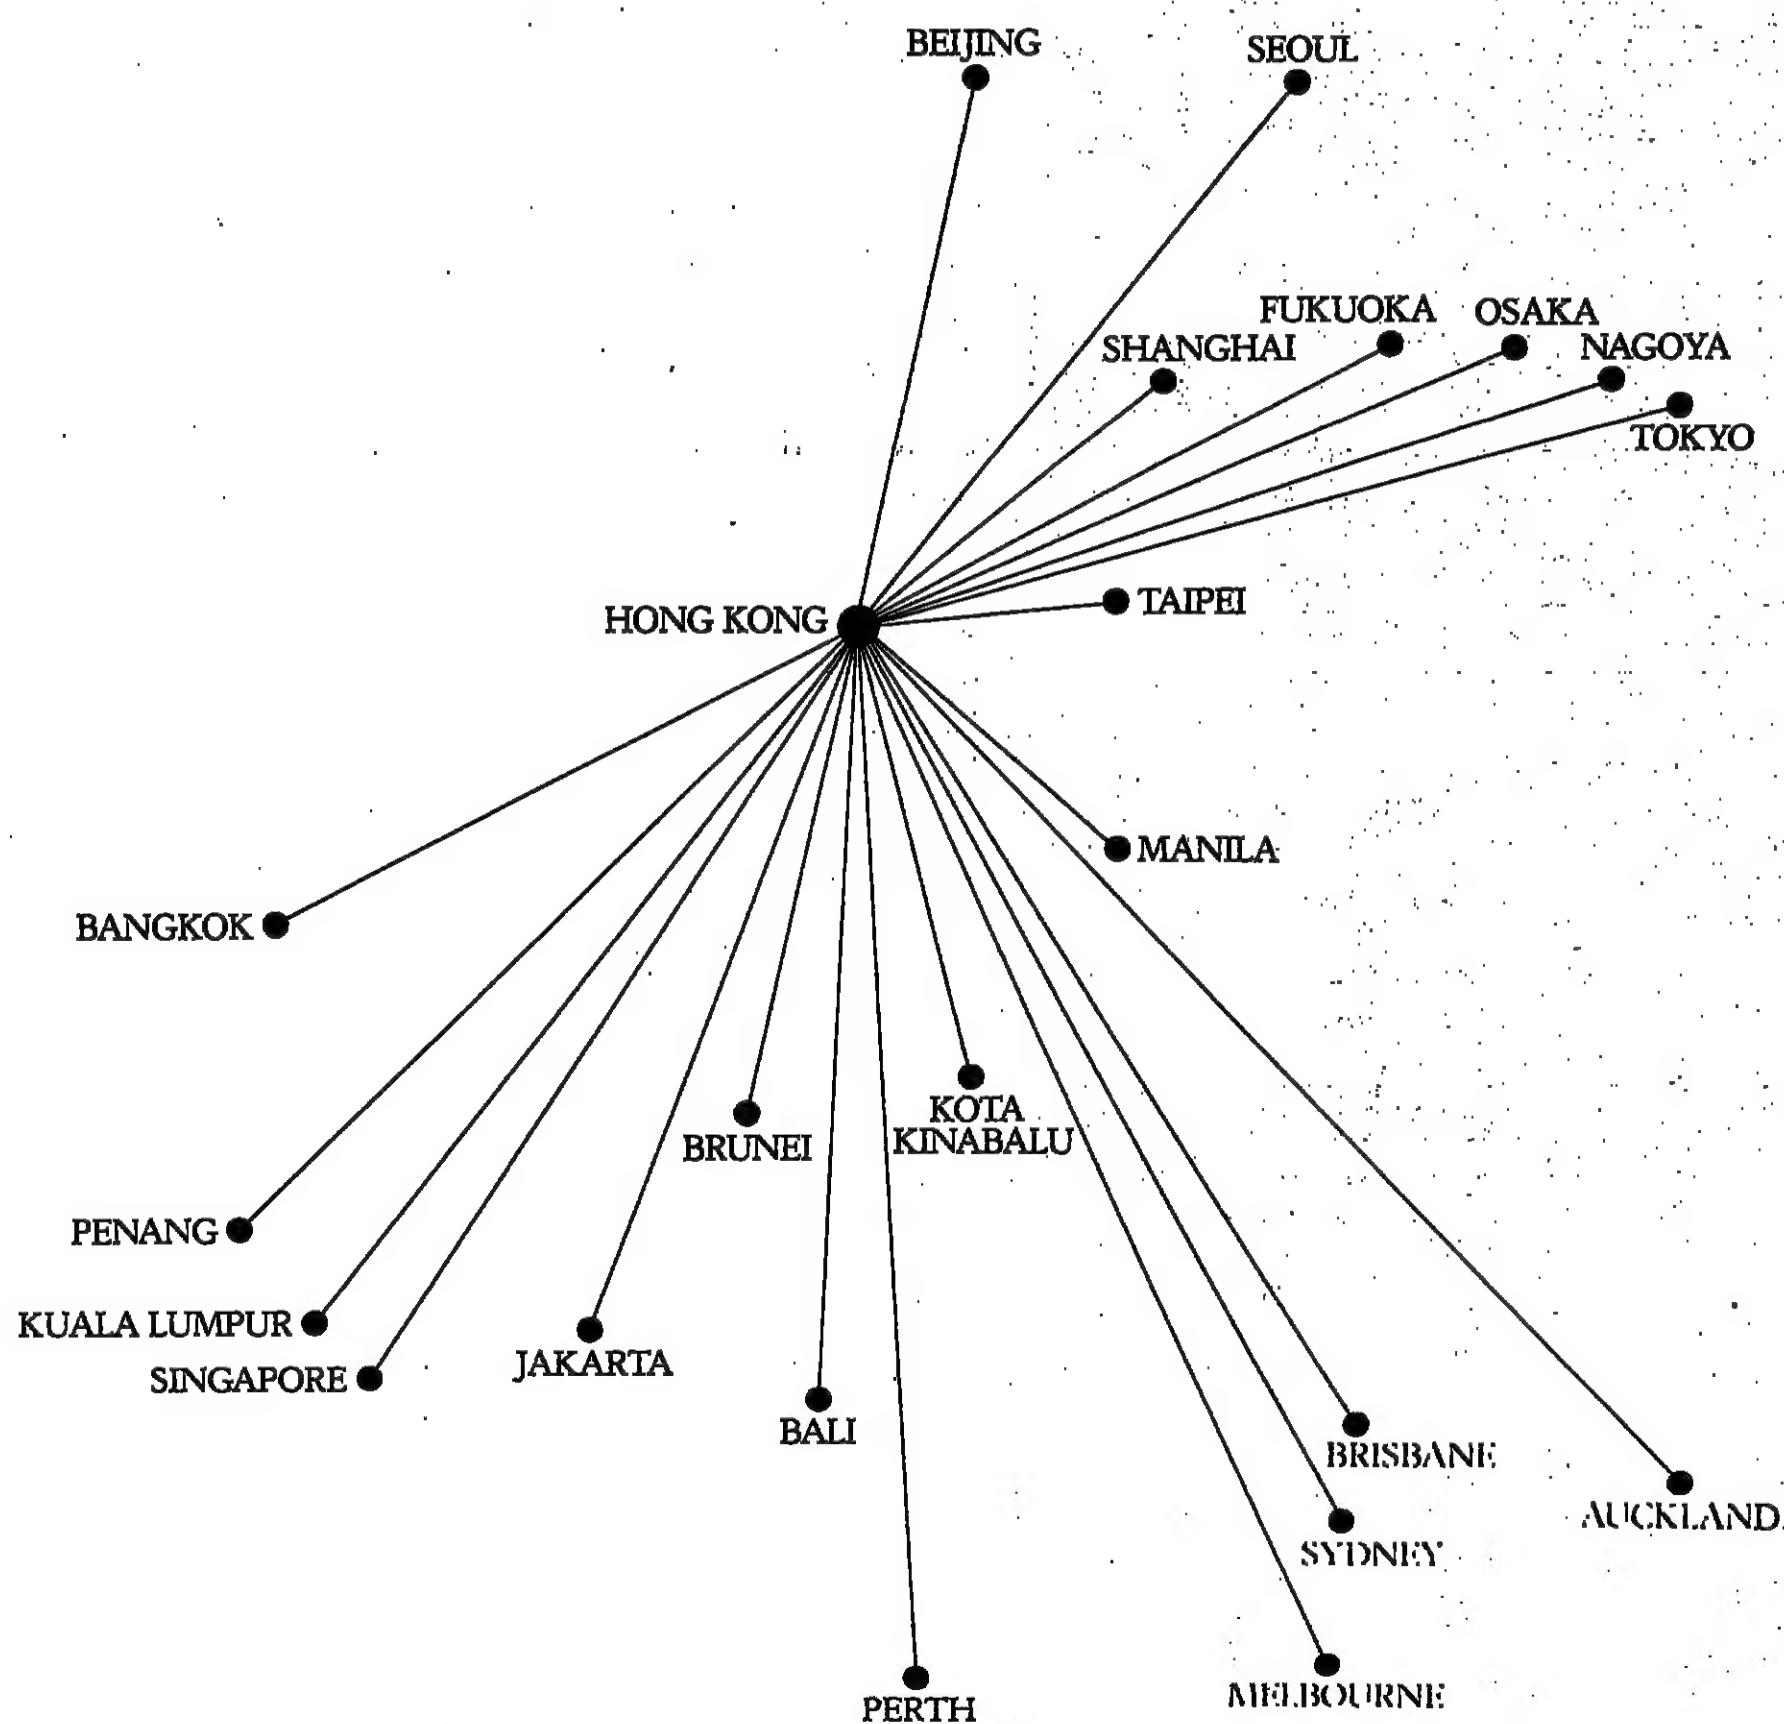 BEIJING
SEOUL
FUKUOKA
OSAKA
SHANGHAI
NAGOYA
TOKYO
HONG KONG
TAIPEI
MANILA
BANGKOK
KOTA
KINABALU
BRUNEI
PENANG
KUALA LUMPUR
SINGAPORE
JAKARTA
BALI
BRISBANE
AUCKLAND
SYDNEY
MELBOURNE
PERTH